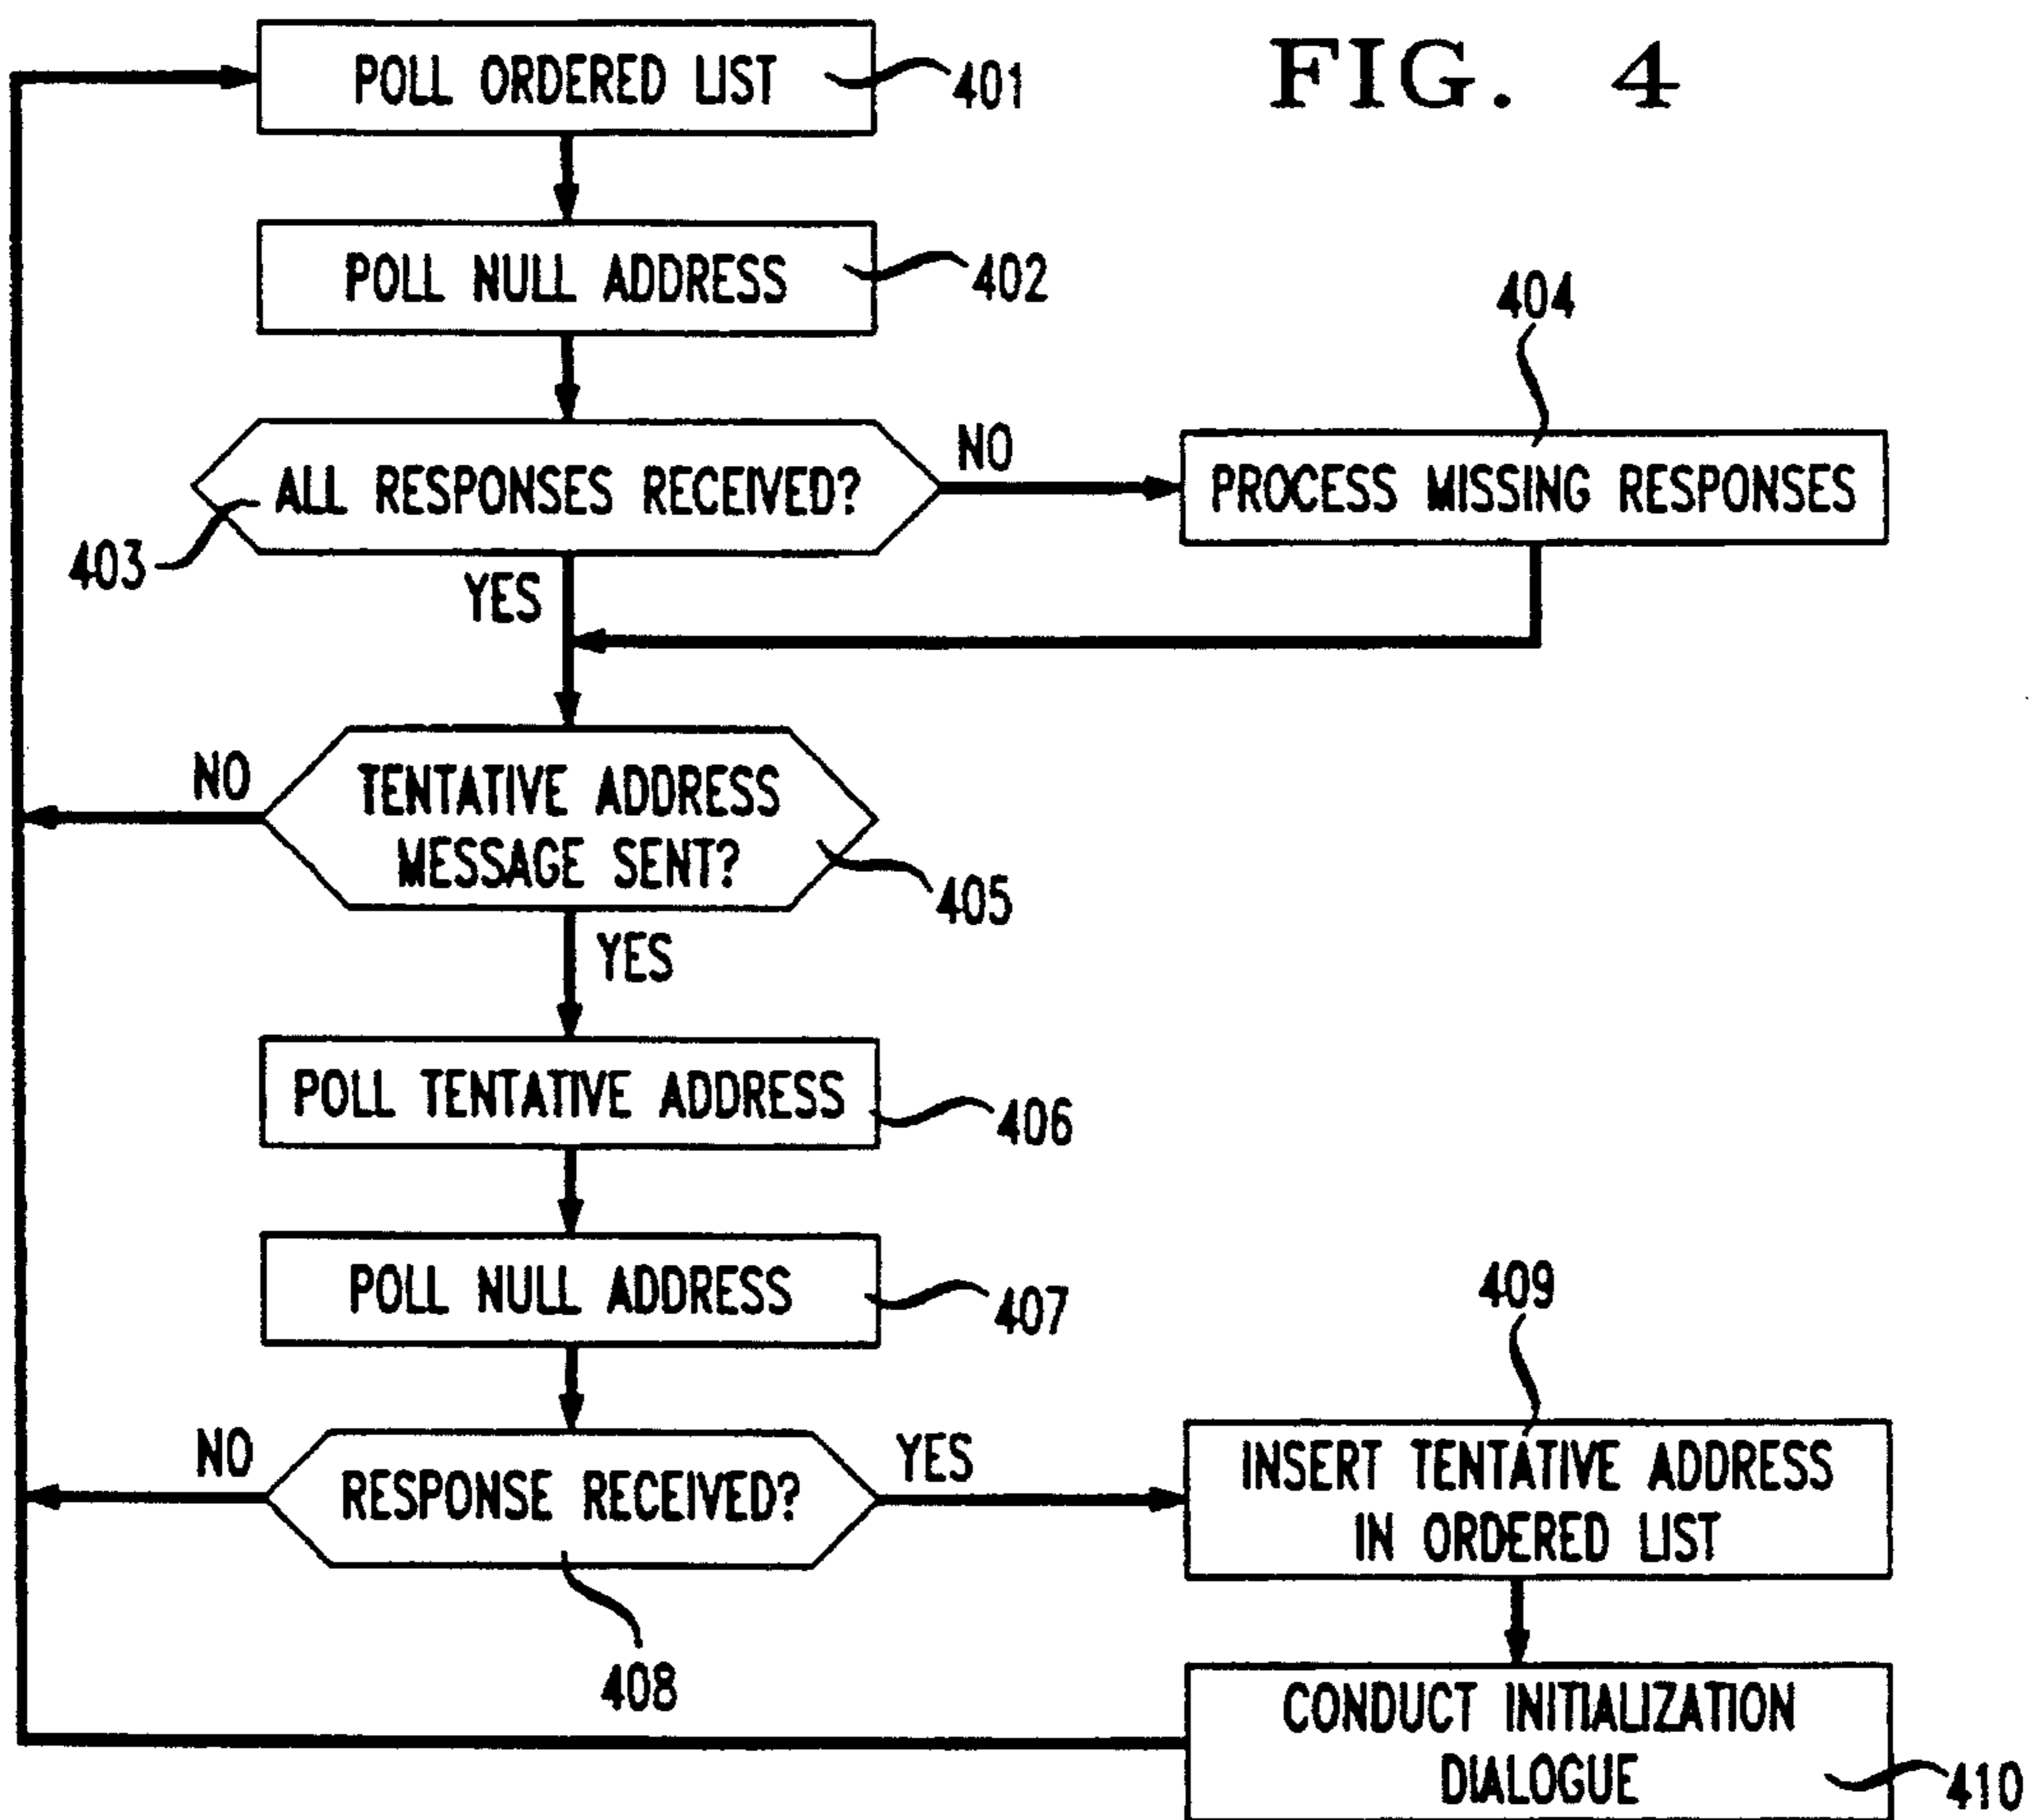 FIG. 4
POLL ORDERED LIST
401
POLL NULL ADDRESS
402
404
ALL RESPONSES RECEIVED?
NO
PROCESS MISSING RESPONSES
403
YES
NO
TENTATIVE ADDRESS
MESSAGE SENT?
405
YES
POLL TENTATIVE ADDRESS
406
POLL NULL ADDRESS
407
409
NO
RESPONSE RECEIVED?
YES
INSERT TENTATIVE ADDRESS
IN ORDERED LIST
408
CONDUCT INITIALIZATION
DIALOGUE
410